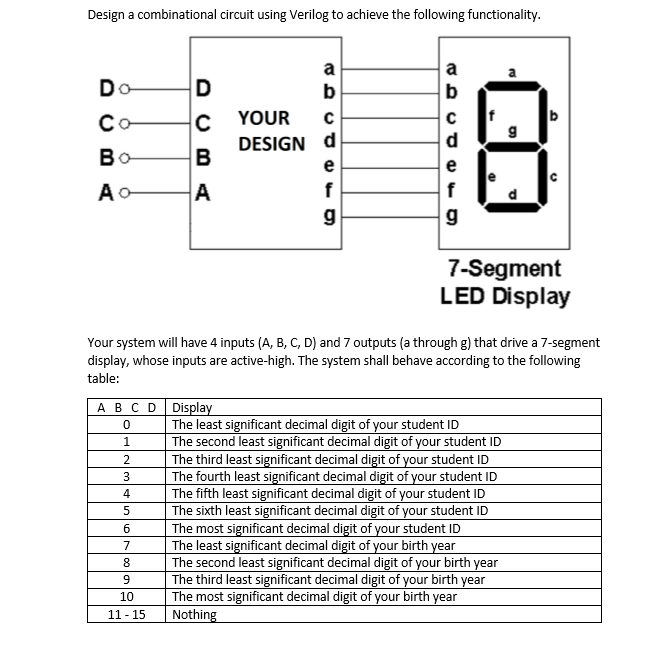 Design a combinational circuit using Verilog to achieve the following functionality.
a a a
D D b b
C C YOUR c c f b
DESIGN d d g
B B e e e c
A A f f d
g g
7-Segment
LED Display
Your system will have 4 inputs (A, B, C, D) and 7 outputs (a through g) that drive a 7-segment
display, whose inputs are active-high. The system shall behave according to the following
table:
A B C D Display
0 The least significant decimal digit of your student ID
1 The second least significant decimal digit of your student ID
2 The third least significant decimal digit of your student ID
3 The fourth least significant decimal digit of your student ID
4 The fifth least significant decimal digit of your student ID
5 The sixth least significant decimal digit of your student ID
6 The most significant decimal digit of your student ID
7 The least significant decimal digit of your birth year
8 The second least significant decimal digit of your birth year
9 The third least significant decimal digit of your birth year
10 The most significant decimal digit of your birth year
11 - 15 Nothing